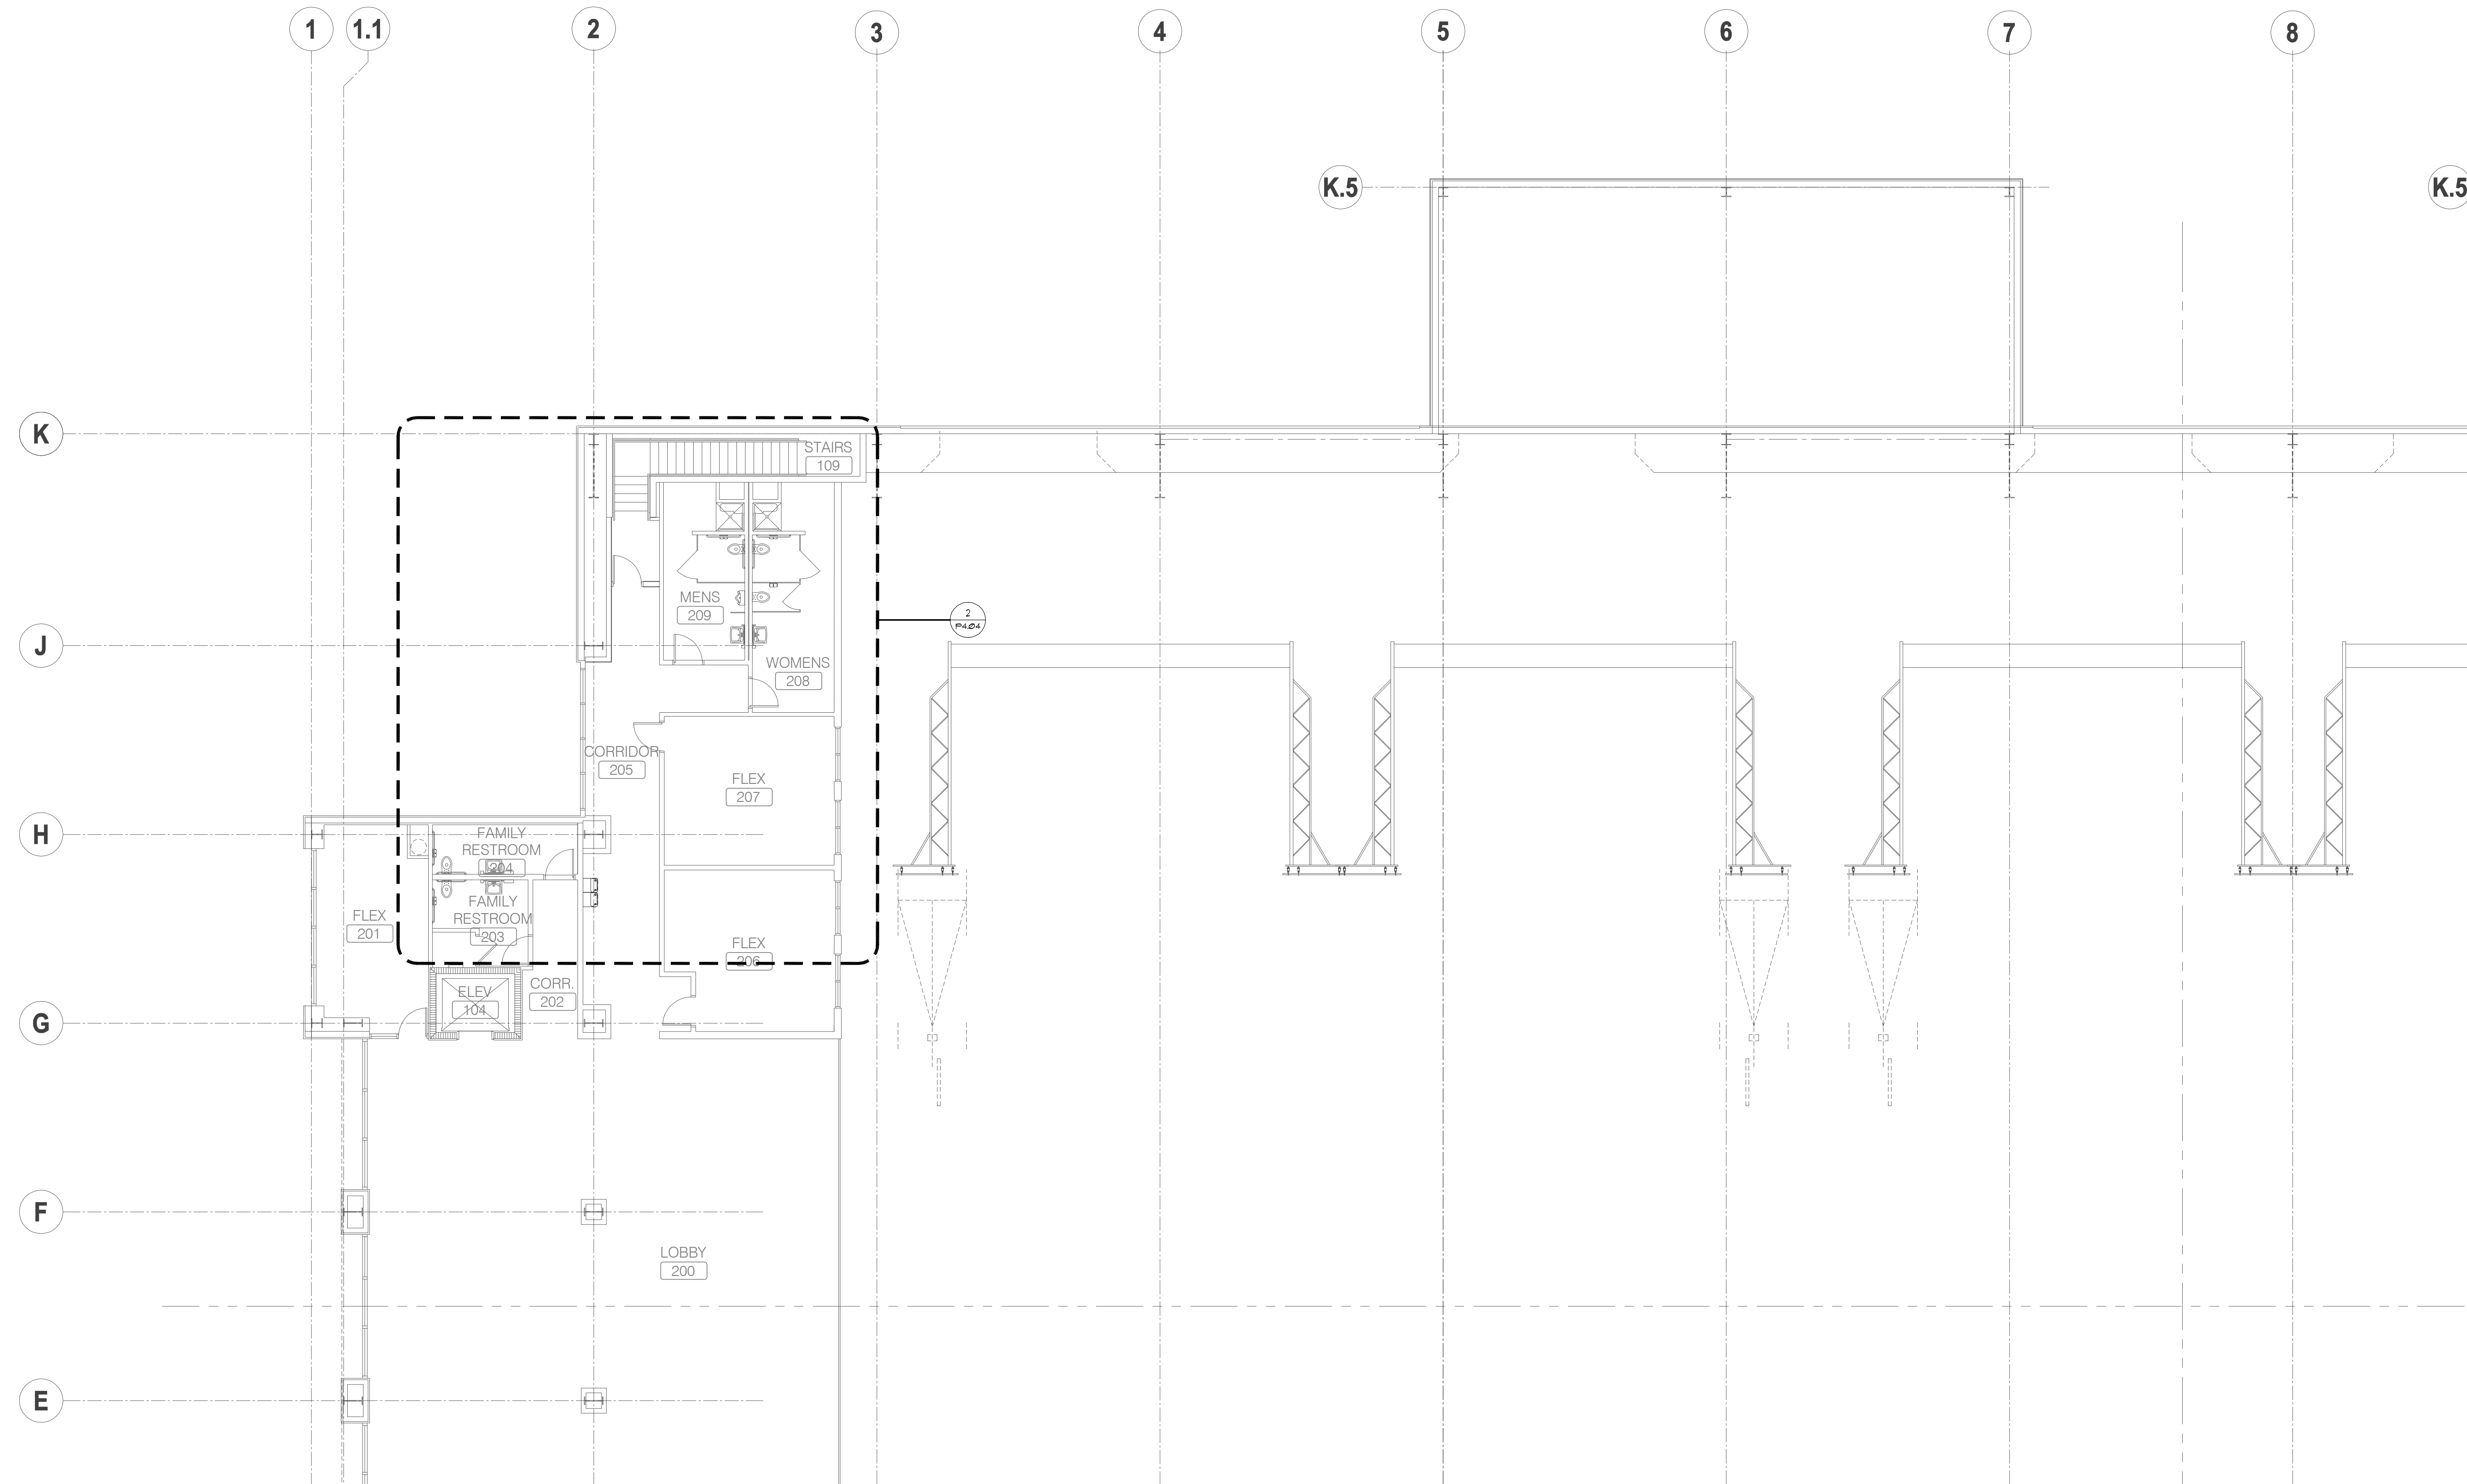 1
1.1
2
3
4
5
6
7
8
K.5
K.5
K
STAIRS
109
MENS
209
2
P4.04
J
WOMENS
208
CORRIDOR
205
FLEX
207
H
FAMILY
RESTROOM
204
FAMILY
RESTROOM
203
FLEX
201
FLEX
206
ELEV
104
CORR.
202
G
F
LOBBY
200
E